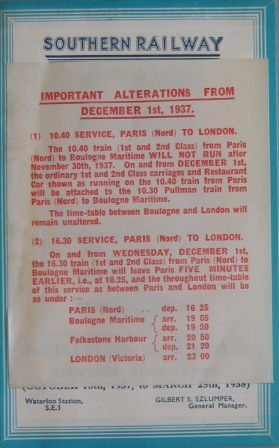 SOUTHERN RAILWAY
IMPORTANT ALTERATIONS FROM
DECEMBER 1st, 1937.
(1) 10.40 SERVICE, PARIS (Nord) TO LONDON.
The 10.40 train (1st and 2nd Class) from Paris
(Nord) to Boulogne Maritime WILL NOT RUN after
November 30th, 1937. On and from DECEMBER 1st,
the ordinary 1st and 2nd Class carriages and Restaurant
Car shown as running on the 10.40 train from Paris
will be attached to the 10.30 Pullman train from
Paris (Nord) to Boulogne Maritime.
The time-table between Boulogne and London will
remain unaltered.
(2) 16.30 SERVICE, PARIS (Nord) TO LONDON.
On and from WEDNESDAY, DECEMBER 1st,
the 16.30 train (1st and 2nd Class) from Paris (Nord) to
Boulogne Maritime will leave Paris FIVE MINUTES
EARLIER, i.e., at 16.25, and the throughout time-table
of this service as between Paris and London will be
as under :—
PARIS (Nord) .. dep. 16 25
Boulogne Maritime { arr. 19 05
dep. 19 20
Folkestone Harbour { arr. 20 50
dep. 21 20
LONDON (Victoria) arr. 23 00
1937, to MARCH 1938)
Waterloo Station, GILBERT S. SZLUMPER,
S.E.1 General Manager.